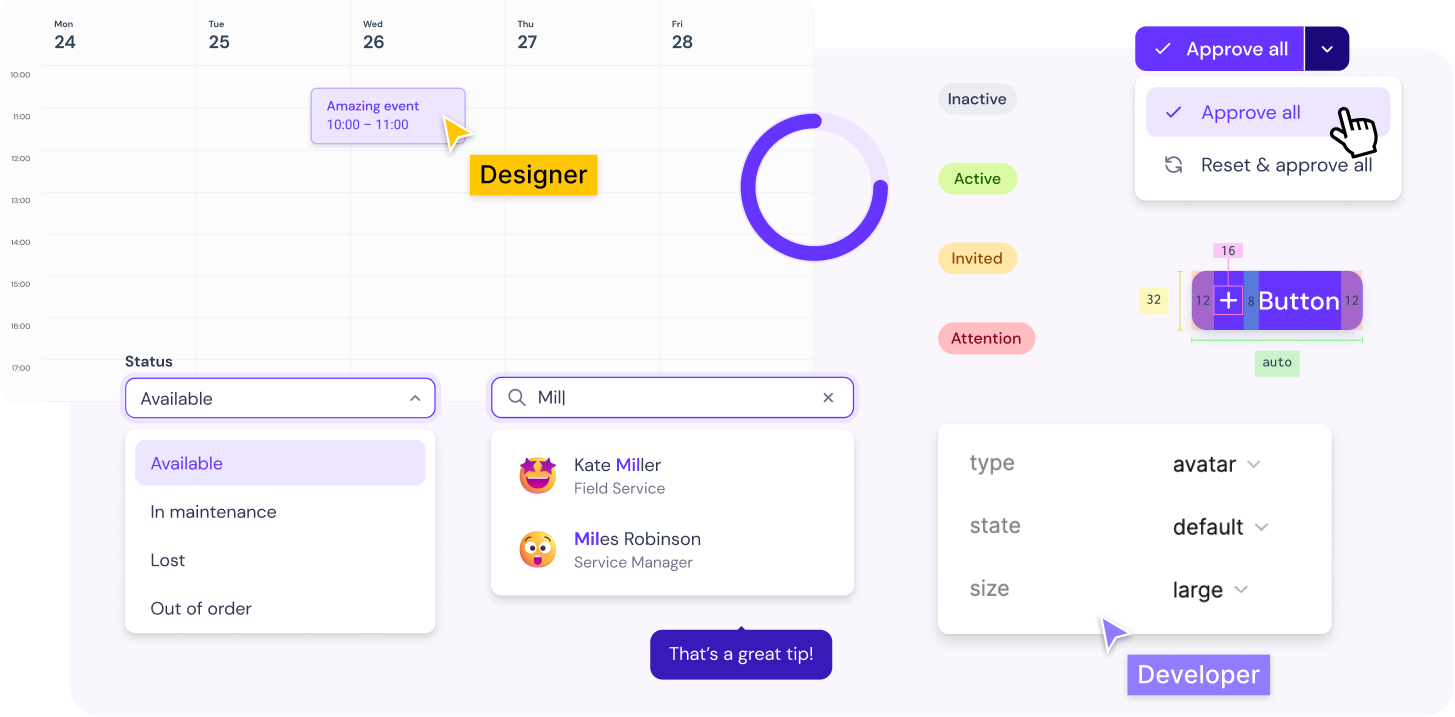 Mon
24
Tue
25
Wed
26
Thu
27
Fri
28
10:00
11:00
12:00
13:00
14:00
15:00
16:00
17:00
Amazing event
10:00 – 11:00
Designer
Inactive
Active
Invited
Attention
Approve all
Approve all
Reset & approve all
16
32
12
8
Button
12
auto
Status
Available
Available
In maintenance
Lost
Out of order
Mill
Kate Miller
Field Service
Miles Robinson
Service Manager
That's a great tip!
type
avatar
state
default
size
large
Developer